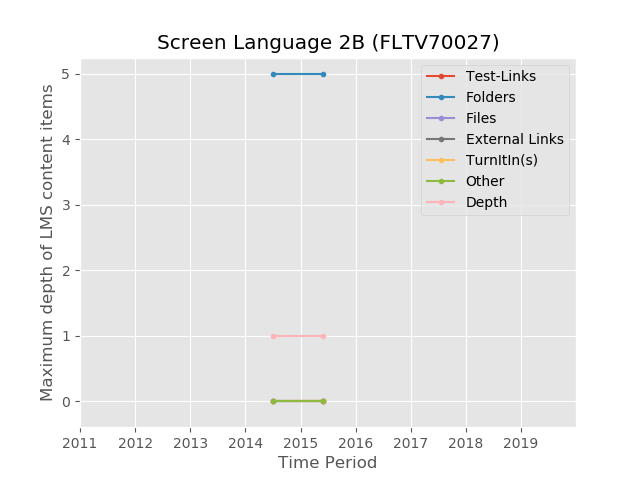 Screen Language 2B (FLTV70027)
Maximum depth of LMS content items
5
4
3
2
1
0
Test-Links
Folders
Files
External Links
TurnItIn(s)
Other
Depth
2011 2012 2013 2014 2015 2016 2017 2018 2019
Time Period